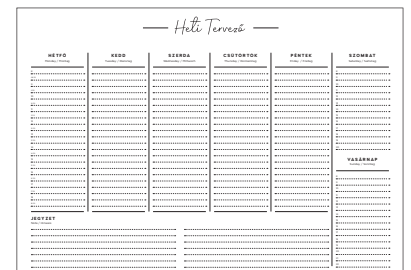 Heti Tervező
HÉTFŐ
Monday / Montag
KEDD
Tuesday / Dienstag
SZERDA
Wednesday / Mittwoch
CSÜTÖRTÖK
Thursday / Donnerstag
PÉNTEK
Friday / Freitag
SZOMBAT
Saturday / Samstag
VASÁRNAP
Sunday / Sonntag
JEGYZET